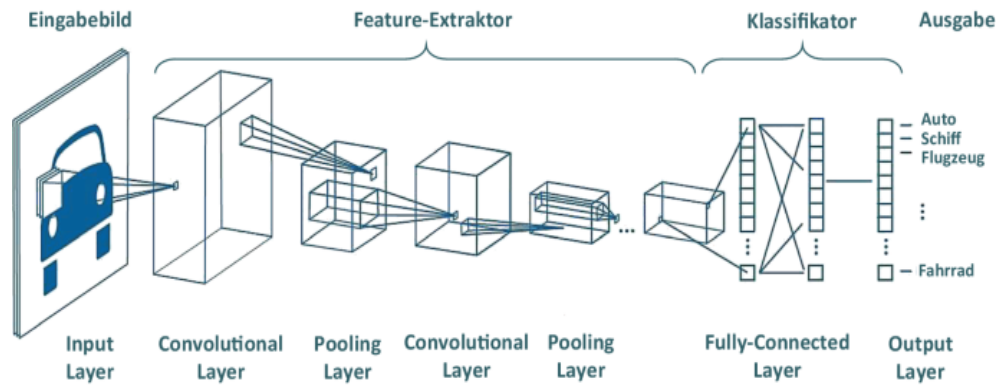 Eingabebild Feature-Extraktor Klassifikator Ausgabe
Auto
Schiff
Flugzeug
Fahrrad
Input Convolutional Pooling Convolutional Pooling Fully-Connected Output
Layer Layer Layer Layer Layer Layer Layer